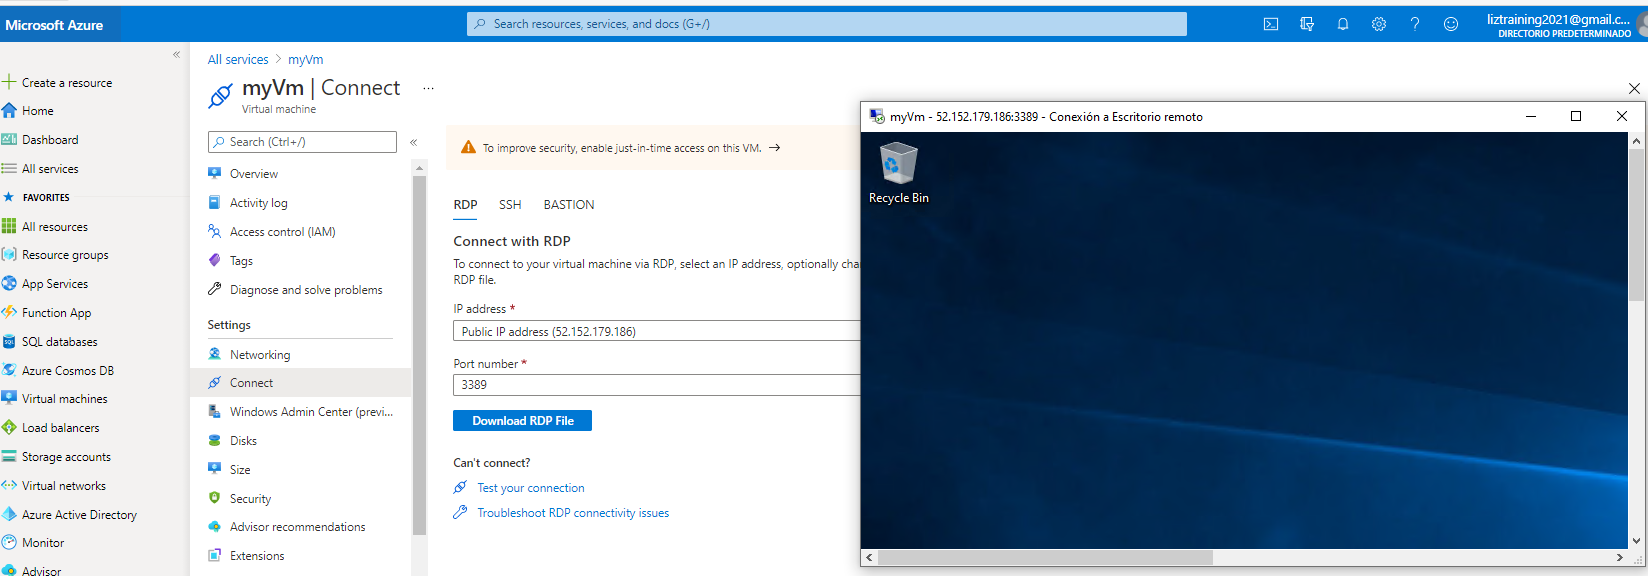 Microsoft Azure
Search resources, services, and docs (G+/)
liztraining2021@gmail.c...
DIRECTORIO PREDETERMINADO
«
Create a resource
Home
Dashboard
All services
FAVORITES
All resources
Resource groups
App Services
Function App
SQL databases
Azure Cosmos DB
Virtual machines
Load balancers
Storage accounts
Virtual networks
Azure Active Directory
Monitor
Advisor
All services > myVm
myVm | Connect ...
Virtual machine
Search (Ctrl+/)
«
Overview
Activity log
Access control (IAM)
Tags
Diagnose and solve problems
Settings
Networking
Connect
Windows Admin Center (previ...
Disks
Size
Security
Advisor recommendations
Extensions
To improve security, enable just-in-time access on this VM. →
RDP SSH BASTION
Connect with RDP
To connect to your virtual machine via RDP, select an IP address, optionally cha
RDP file.
IP address *
Public IP address (52.152.179.186)
Port number *
3389
Download RDP File
Can't connect?
Test your connection
Troubleshoot RDP connectivity issues
myVm - 52.152.179.186:3389 - Conexión a Escritorio remoto
Recycle Bin